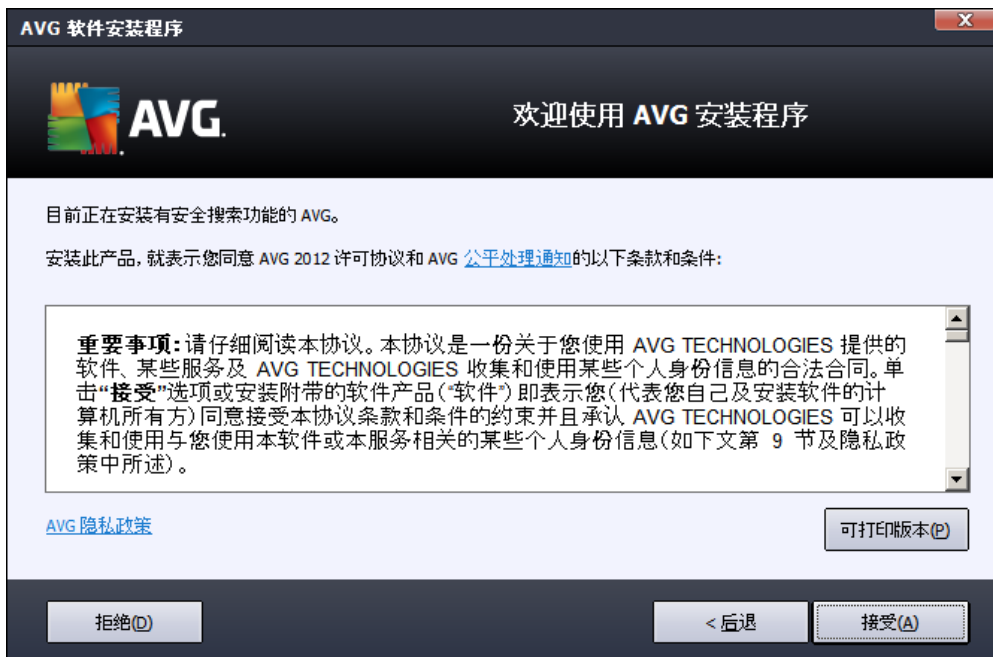 AVG 软件安装程序
AVG.
欢迎使用 AVG 安装程序
目前正在安装有安全搜索功能的 AVG。
安装此产品, 就表示您同意 AVG 2012 许可协议和 AVG 公平处理通知的以下条款和条件:
重要事项: 请仔细阅读本协议。本协议是一份关于您使用 AVG TECHNOLOGIES 提供的
软件、某些服务及 AVG TECHNOLOGIES 收集和使用某些个人身份信息的合法合同。单
击“接受”选项或安装附带的软件产品(“软件”) 即表示您(代表您自己及安装软件的计
算机所有方)同意接受本协议条款和条件的约束并且承认 AVG TECHNOLOGIES 可以收
集和使用与您使用本软件或本服务相关的某些个人身份信息(如下文第 9 节及隐私政
策中所述)。
AVG 隐私政策
可打印版本(P)
拒绝(D)
< 后退
接受(A)